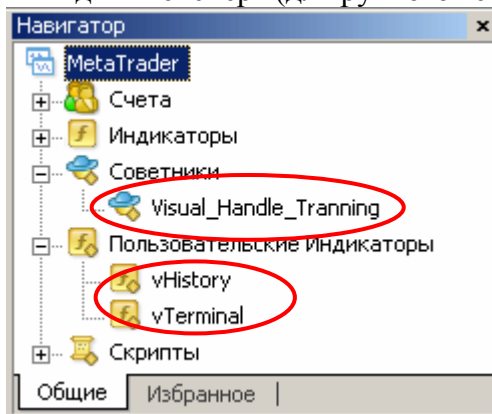 Навигатор
MetaTrader
Счета
Индикаторы
Советники
Visual_Handle_Tranning
Пользовательские Индикаторы
vHistory
vTerminal
Скрипты
Общие Избранное